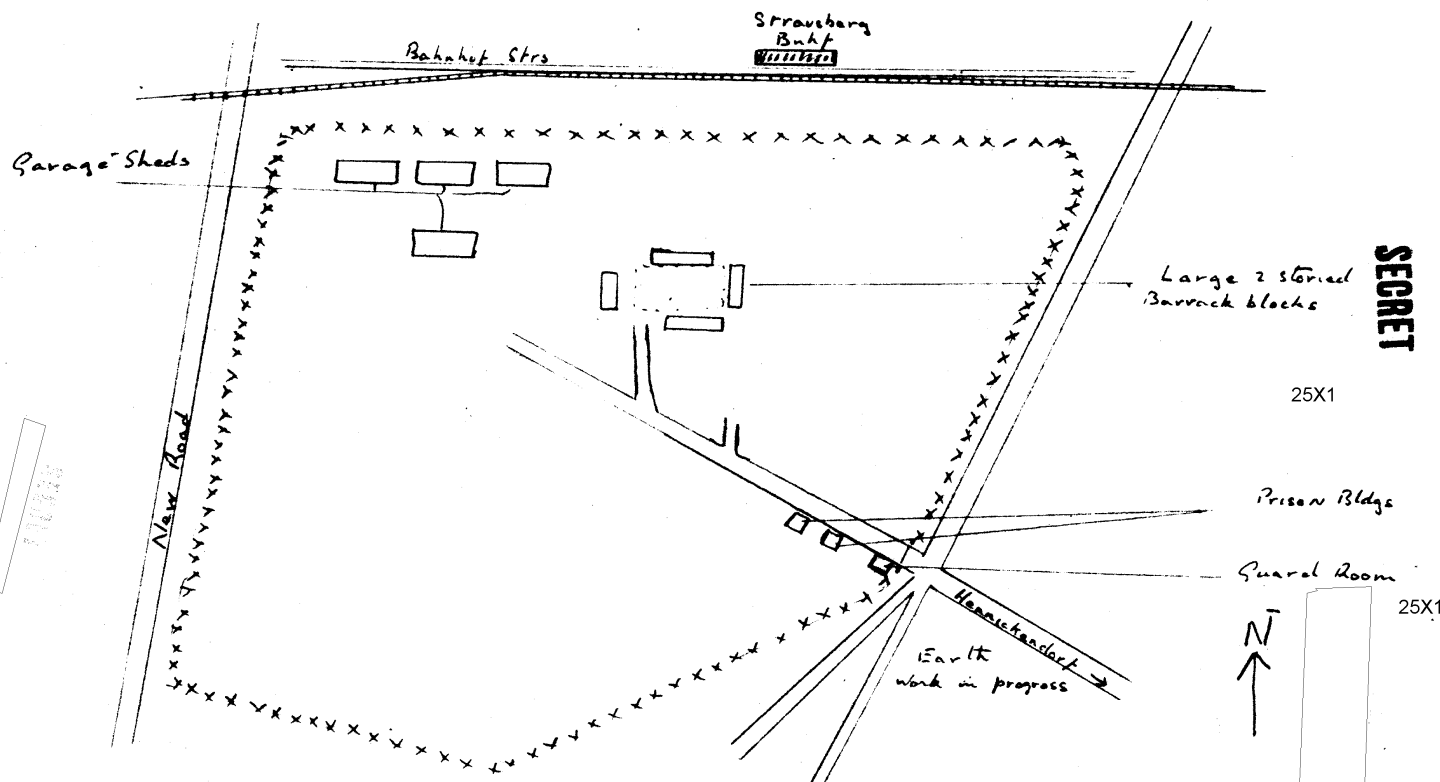 Strausberg
Bnhf
Bahnhof Strs
Garage Sheds
Large 2 storied
Barrack blocks
SECRET
25X1
New Road
Prison Bldgs
Guard Room
25X1
Hennickendorf
Earth
work in progress
N